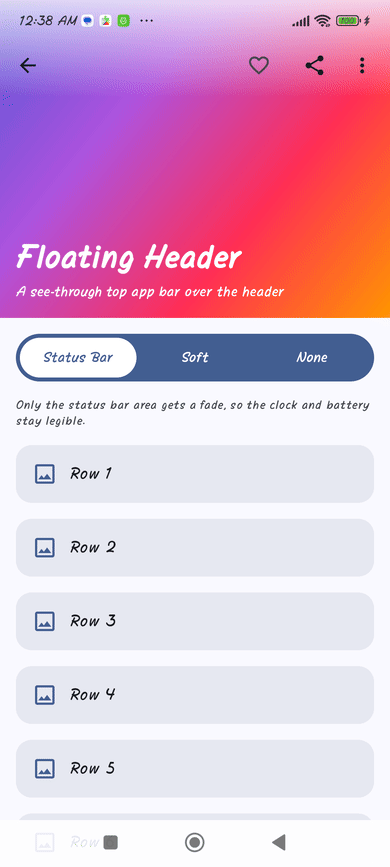 12:38 AM
100
Floating Header
A see-through top app bar over the header
Status Bar
Soft
None
Only the status bar area gets a fade, so the clock and battery
stay legible.
Row 1
Row 2
Row 3
Row 4
Row 5
Row